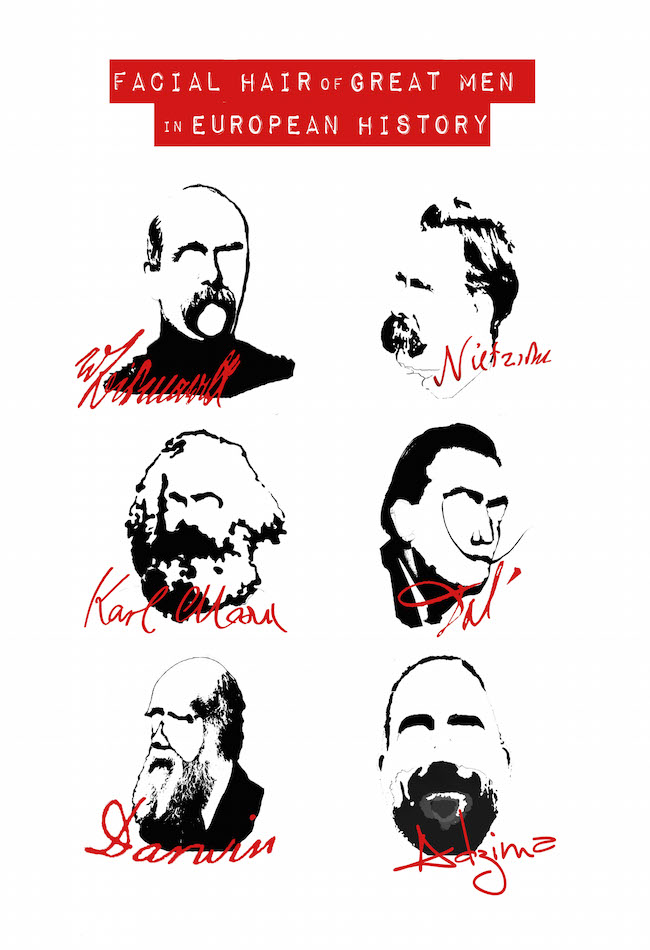 FACIAL HAIR OF GREAT MEN
IN EUROPEAN HISTORY
Nietzsche
Karl Marx
Dalí
Darwin
Adzima